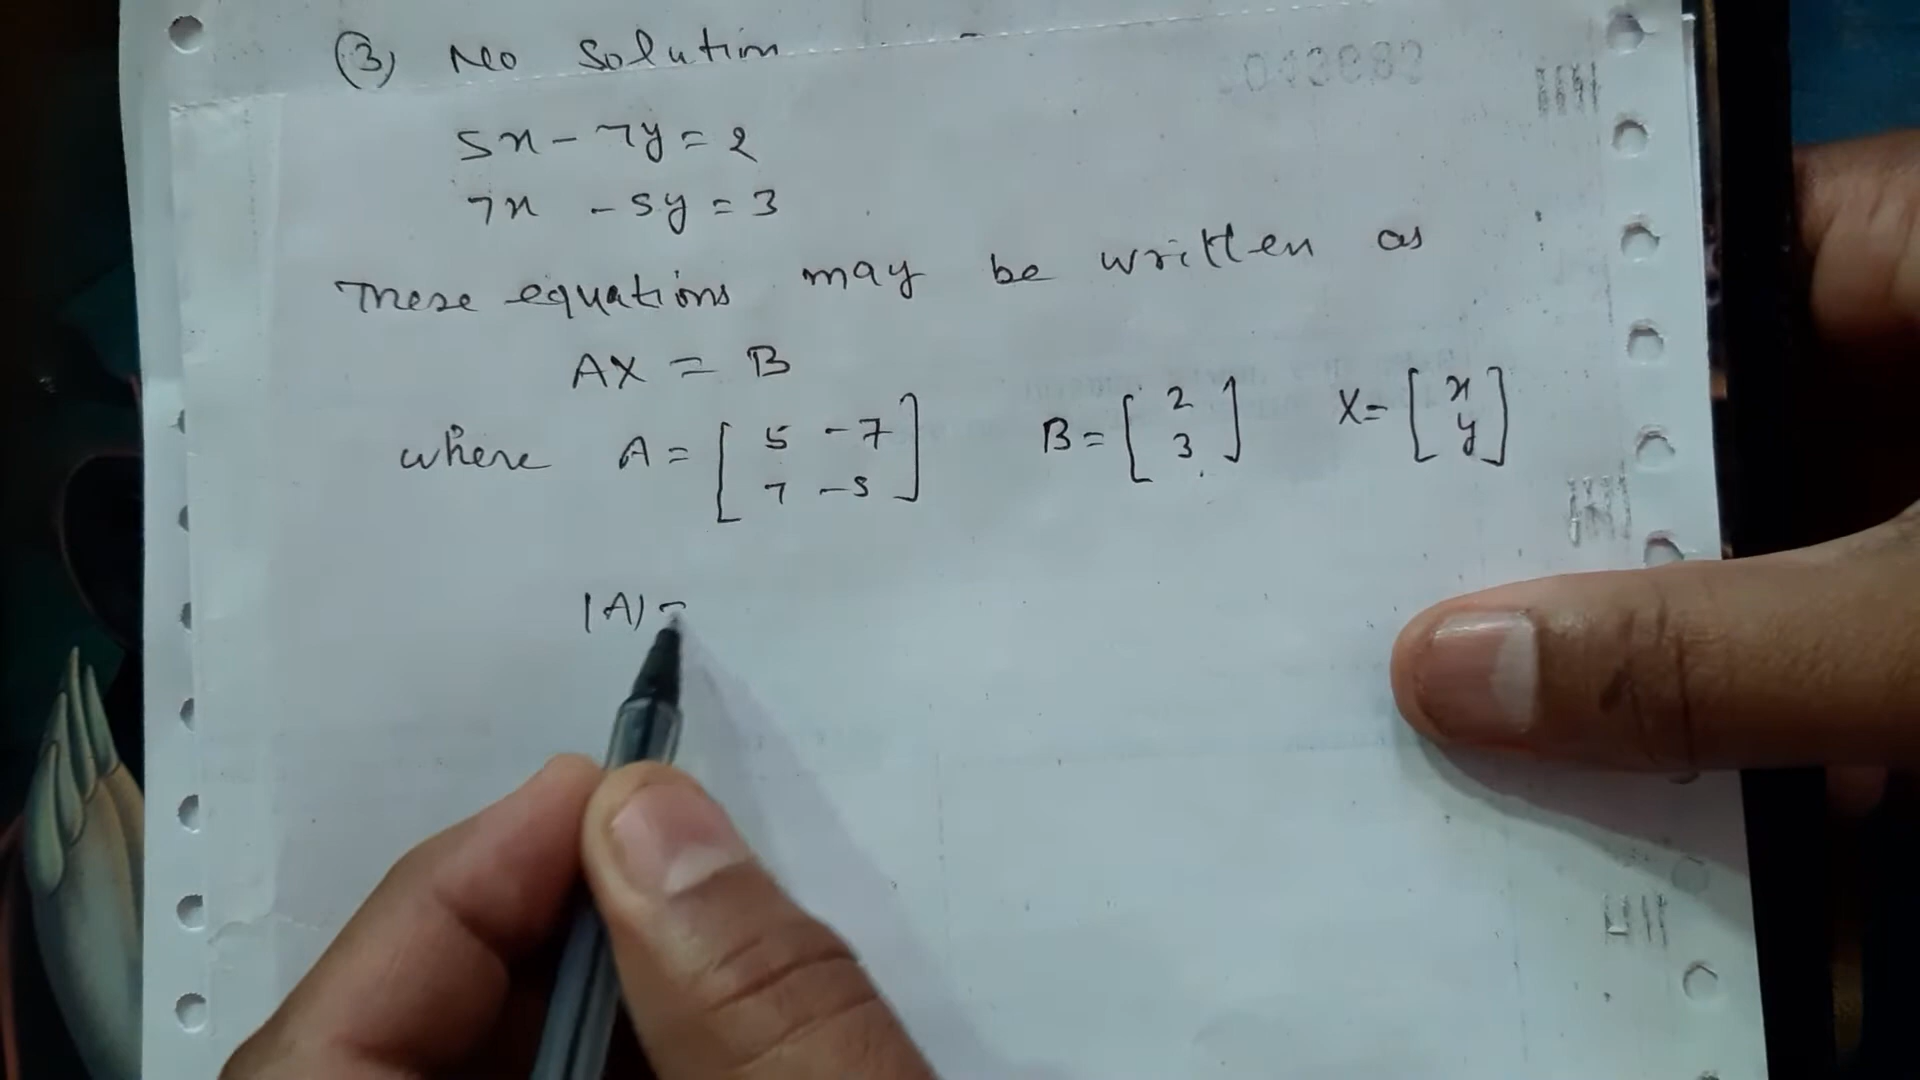 (3) No Solution
5x - 7y = 2
7x - 5y = 3
These equations may be written as
AX = B
where A = [ 5 -7 ] B = [ 2 ] X = [ x ]
[ 7 -5 ] [ 3 ] [ y ]
|A| =